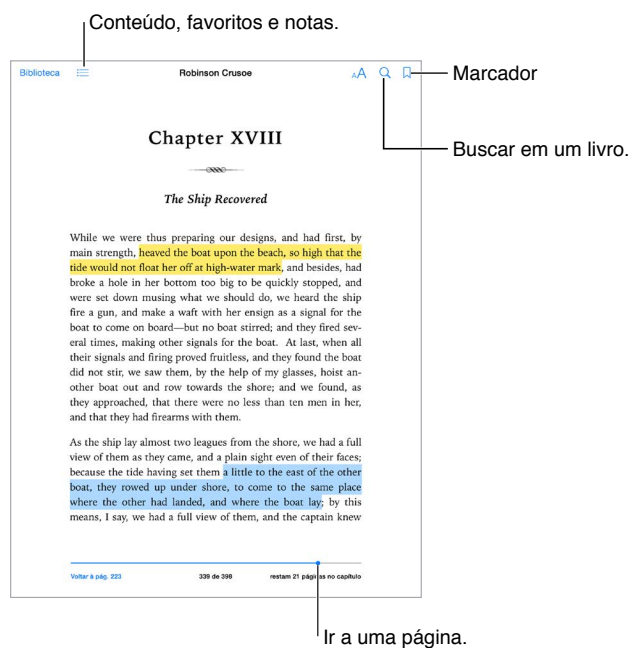 Conteúdo, favoritos e notas.
Biblioteca Robinson Crusoe AA Marcador
Buscar em um livro.
Chapter XVIII
The Ship Recovered
While we were thus preparing our designs, and had first, by
main strength, heaved the boat upon the beach, so high that the
tide would not float her off at high-water mark, and besides, had
broke a hole in her bottom too big to be quickly stopped, and
were set down musing what we should do, we heard the ship
fire a gun, and make a waft with her ensign as a signal for the
boat to come on board—but no boat stirred; and they fired sev-
eral times, making other signals for the boat. At last, when all
their signals and firing proved fruitless, and they found the boat
did not stir, we saw them, by the help of my glasses, hoist an-
other boat out and row towards the shore; and we found, as
they approached, that there were no less than ten men in her,
and that they had firearms with them.
As the ship lay almost two leagues from the shore, we had a full
view of them as they came, and a plain sight even of their faces;
because the tide having set them a little to the east of the other
boat, they rowed up under shore, to come to the same place
where the other had landed, and where the boat lay; by this
means, I say, we had a full view of them, and the captain knew
Voltar à pág. 223 339 de 398 restam 21 páginas no capítulo
Ir a uma página.